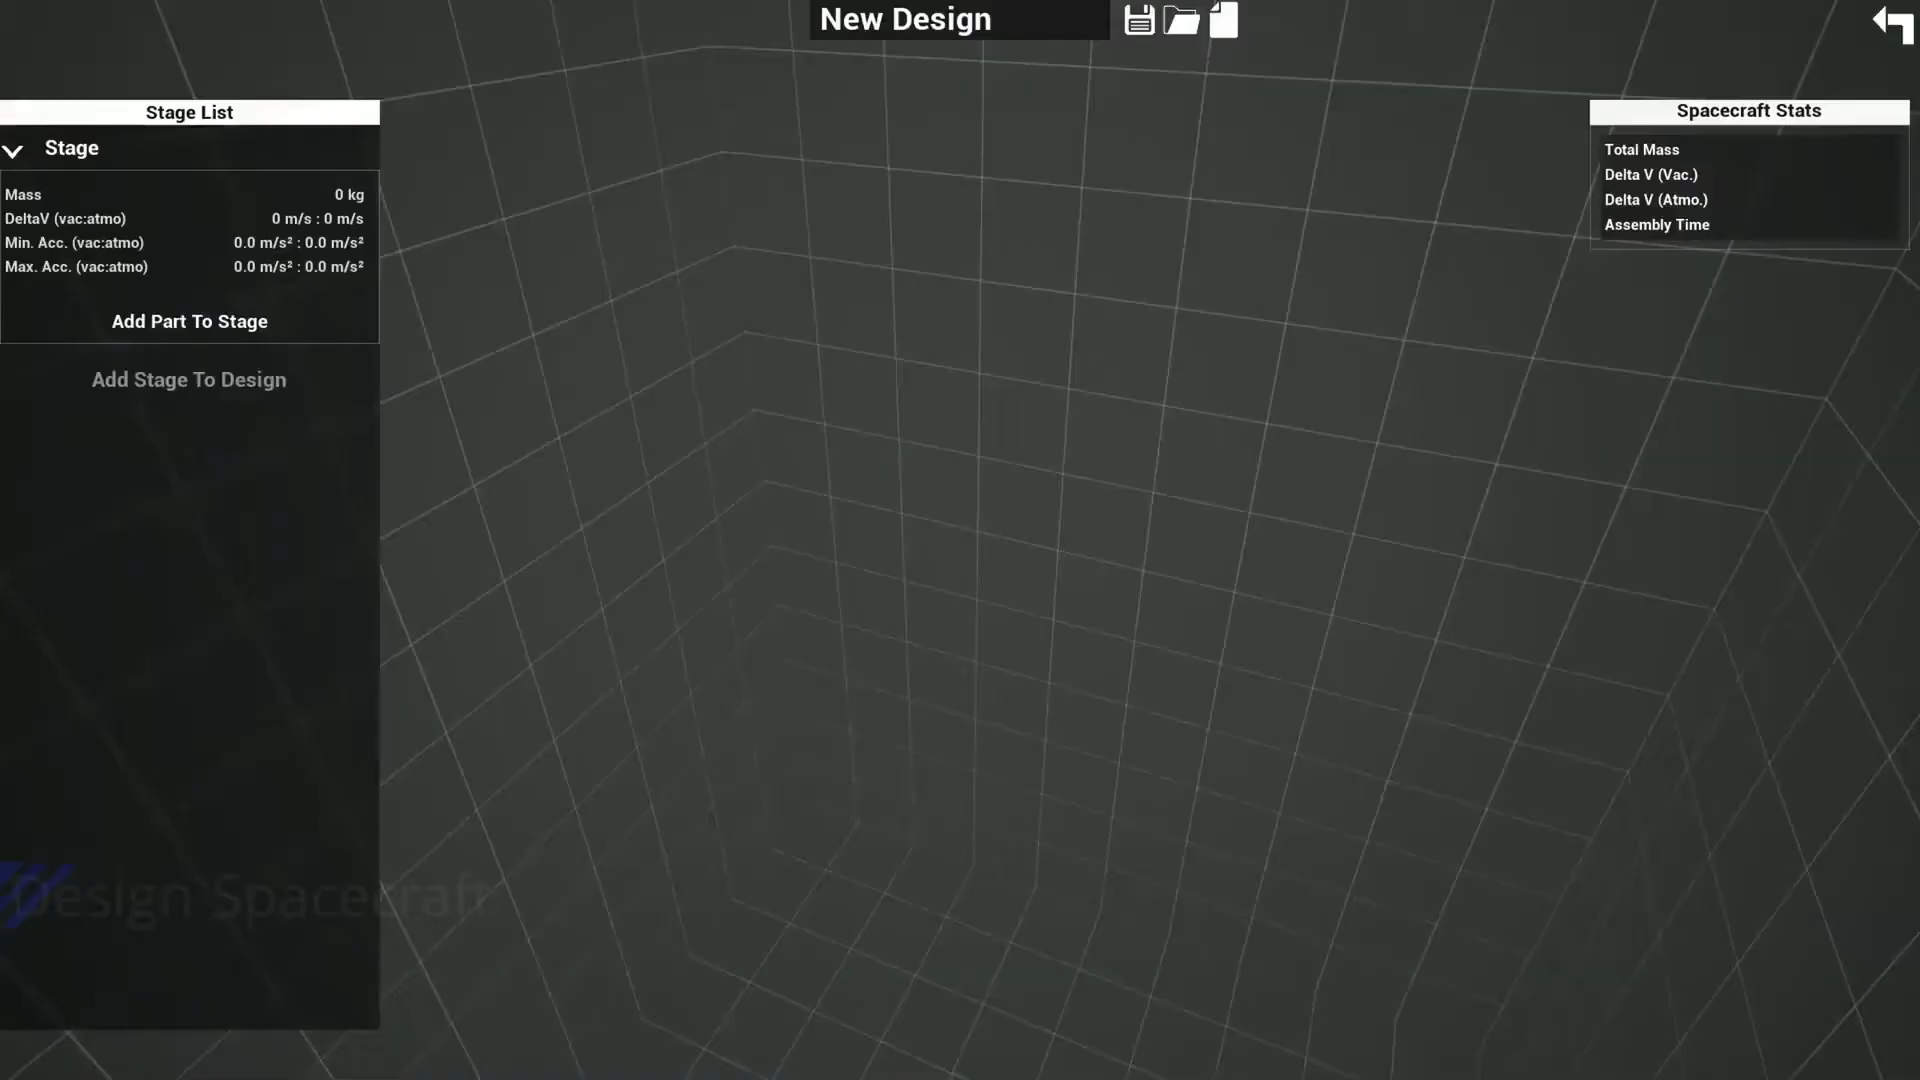 New Design
Stage List
Stage
Mass 0 kg
DeltaV (vac:atmo) 0 m/s : 0 m/s
Min. Acc. (vac:atmo) 0.0 m/s² : 0.0 m/s²
Max. Acc. (vac:atmo) 0.0 m/s² : 0.0 m/s²
Add Part To Stage
Add Stage To Design
Design Spacecraft
Spacecraft Stats
Total Mass
Delta V (Vac.)
Delta V (Atmo.)
Assembly Time